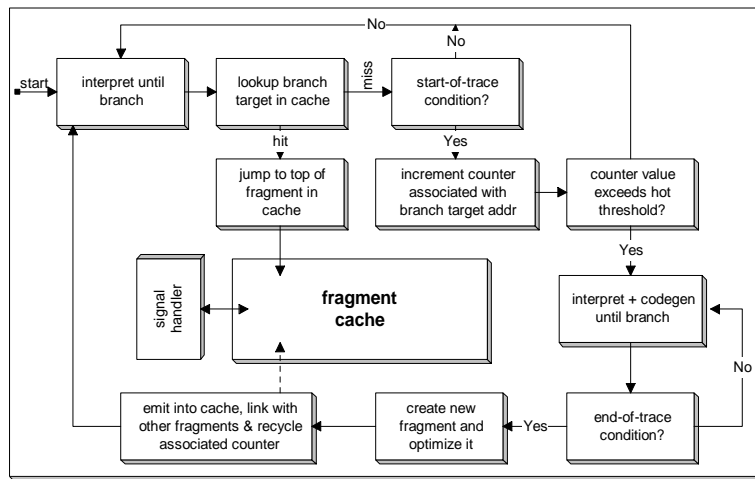 No
No
start
interpret until
branch
lookup branch
target in cache
miss
start-of-trace
condition?
hit
Yes
jump to top of
fragment in
cache
increment counter
associated with
branch target addr
counter value
exceeds hot
threshold?
Yes
signal
handler
fragment
cache
interpret + codegen
until branch
No
emit into cache, link with
other fragments & recycle
associated counter
create new
fragment and
optimize it
Yes
end-of-trace
condition?